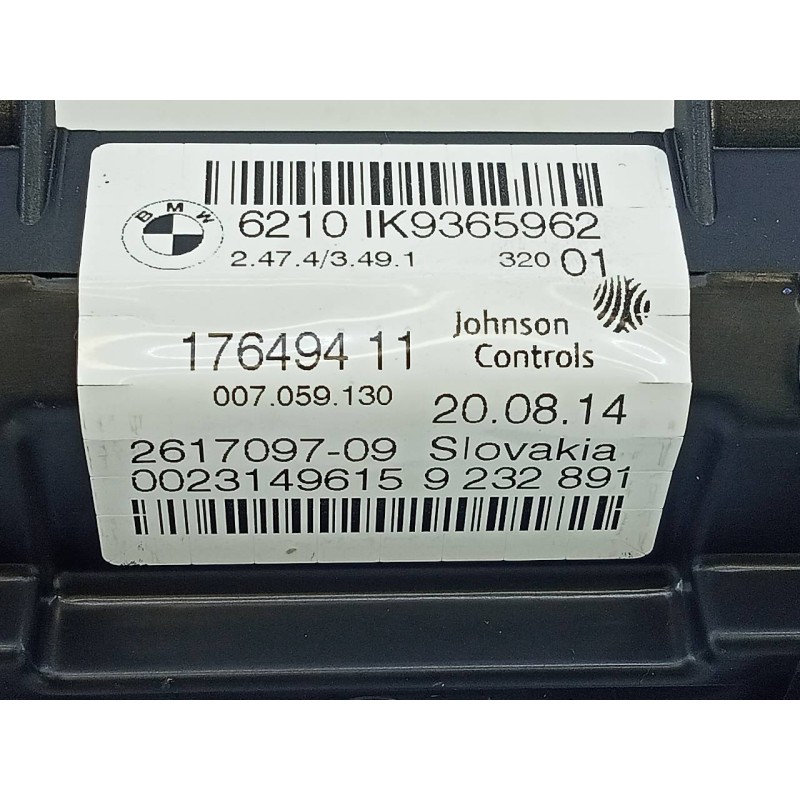 BMW
6210 IK9365962
2.47.4/3.49.1 320 01
176494 11
Johnson
Controls
007.059.130
20.08.14
2617097-09 Slovakia
0023149615 9 232 891